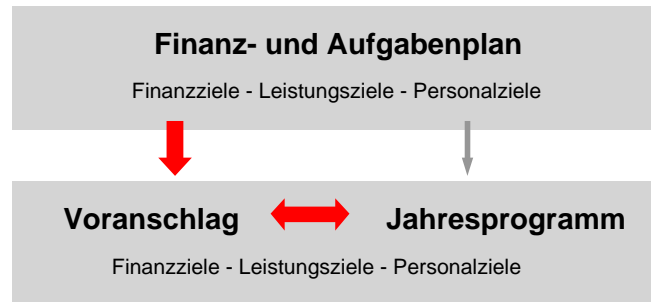 Finanz- und Aufgabenplan
Finanzziele - Leistungsziele - Personalziele
Voranschlag Jahresprogramm
Finanzziele - Leistungsziele - Personalziele